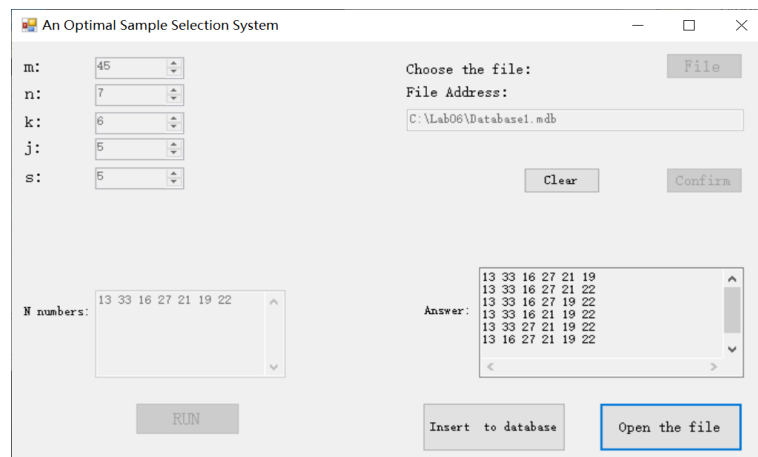 An Optimal Sample Selection System
m: 45
n: 7
k: 6
j: 5
s: 5
Choose the file: File
File Address:
C:\Lab06\Database1.mdb
Clear Confirm
N numbers: 13 33 16 27 21 19 22
RUN
Answer:
13 33 16 27 21 19
13 33 16 27 21 22
13 33 16 27 19 22
13 33 16 21 19 22
13 33 27 21 19 22
13 16 27 21 19 22
Insert to database Open the file